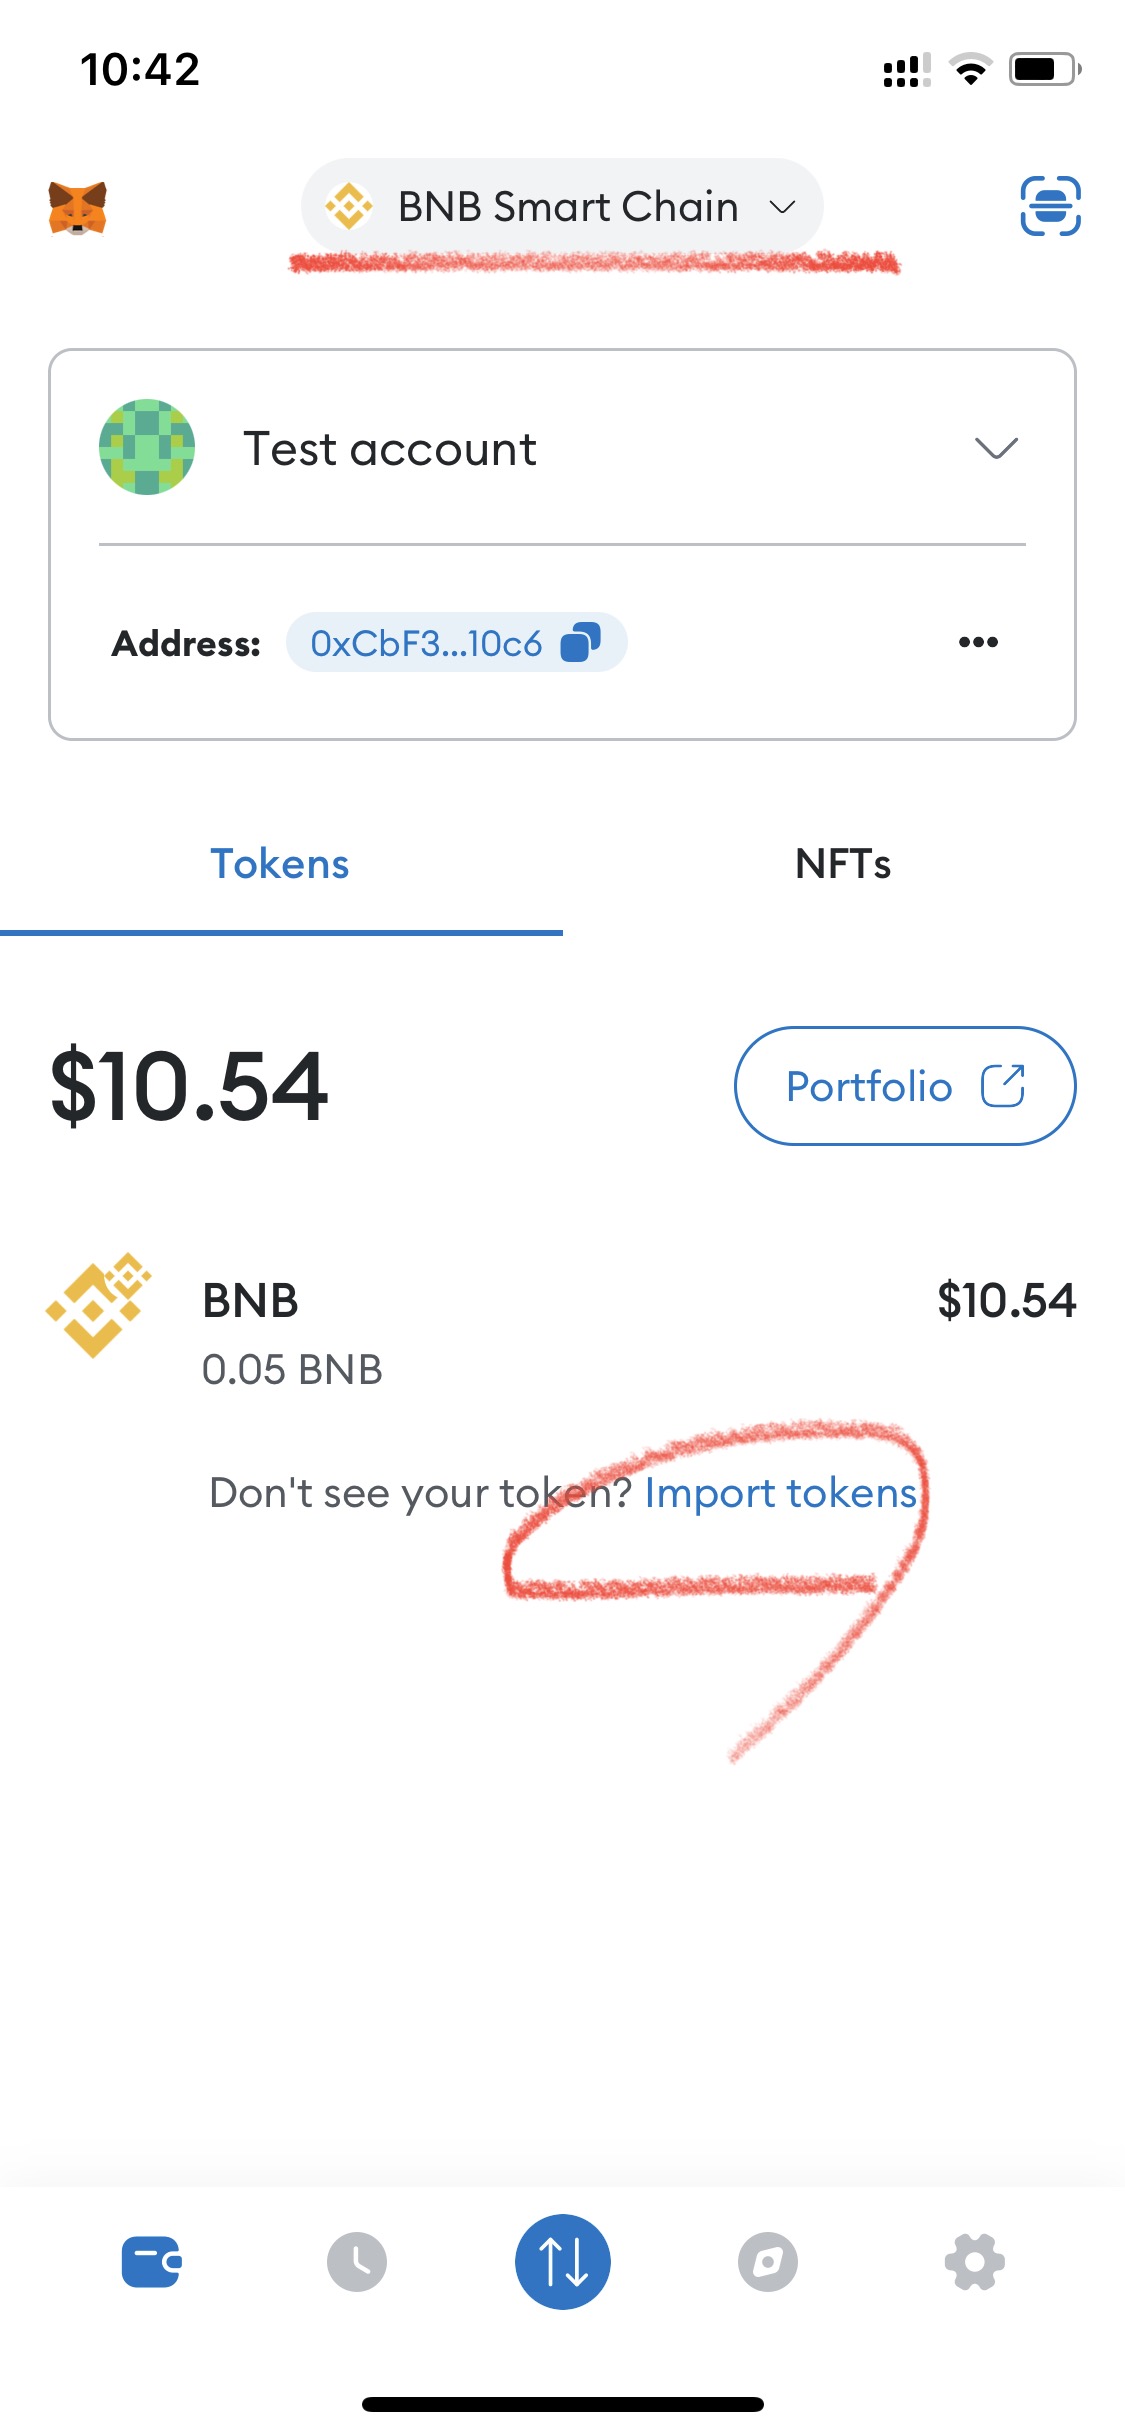 10:42
BNB Smart Chain
Test account
Address: 0xCbF3...10c6
Tokens NFTs
$10.54 Portfolio
BNB $10.54
0.05 BNB
Don't see your token? Import tokens